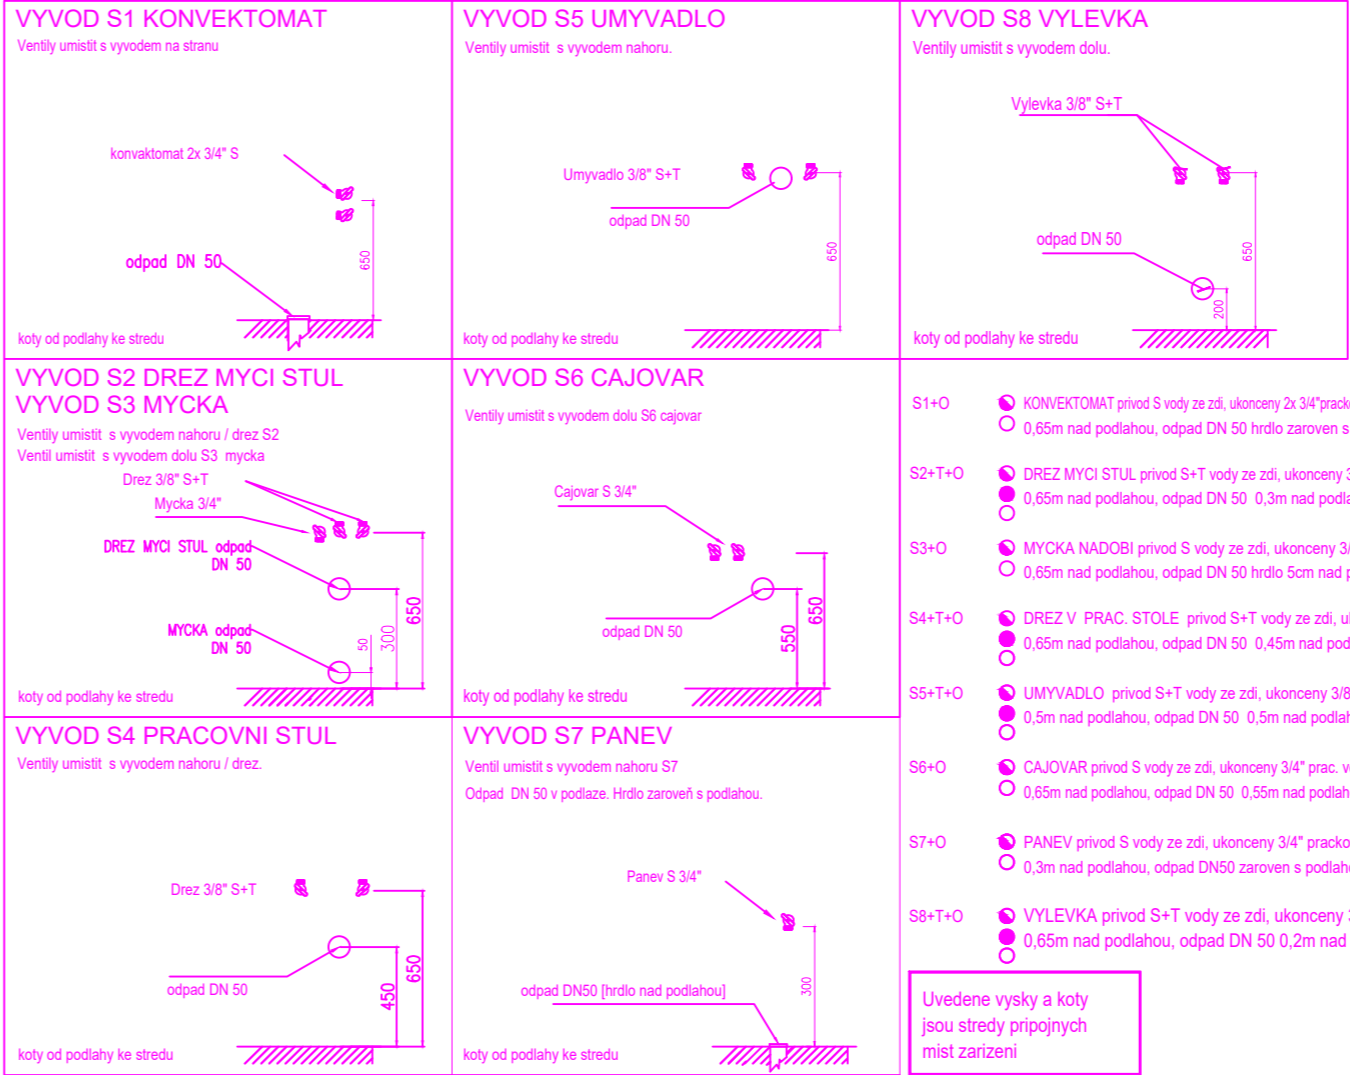 VYVOD S1 KONVEKTOMAT
Ventily umistit s vyvodem na stranu
konvaktomat 2x 3/4" S
650
odpad DN 50
koty od podlahy ke stredu
VYVOD S5 UMYVADLO
Ventily umistit s vyvodem nahoru.
Umyvadlo 3/8" S+T
odpad DN 50
650
koty od podlahy ke stredu
VYVOD S8 VYLEVKA
Ventily umistit s vyvodem dolu.
Vylevka 3/8" S+T
odpad DN 50
650
200
koty od podlahy ke stredu
VYVOD S2 DREZ MYCI STUL
VYVOD S3 MYCKA
Ventily umistit s vyvodem nahoru / drez S2
Ventil umistit s vyvodem dolu S3 mycka
Drez 3/8" S+T
Mycka 3/4"
DREZ MYCI STUL odpad
DN 50
MYCKA odpad
DN 50
50
300
650
koty od podlahy ke stredu
VYVOD S6 CAJOVAR
Ventily umistit s vyvodem dolu S6 cajovar
Cajovar S 3/4"
odpad DN 50
550
650
koty od podlahy ke stredu
VYVOD S4 PRACOVNI STUL
Ventily umistit s vyvodem nahoru / drez.
Drez 3/8" S+T
odpad DN 50
450
650
koty od podlahy ke stredu
VYVOD S7 PANEV
Ventil umistit s vyvodem nahoru S7
Odpad DN 50 v podlaze. Hrdlo zaroveň s podlahou.
Panev S 3/4"
odpad DN50 [hrdlo nad podlahou]
300
koty od podlahy ke stredu
S1+O KONVEKTOMAT privod S vody ze zdi, ukonceny 2x 3/4"prack
0,65m nad podlahou, odpad DN 50 hrdlo zaroven s
S2+T+O DREZ MYCI STUL privod S+T vody ze zdi, ukonceny 3
0,65m nad podlahou, odpad DN 50 0,3m nad podla
S3+O MYCKA NADOBI privod S vody ze zdi, ukonceny 3/
0,65m nad podlahou, odpad DN 50 hrdlo 5cm nad p
S4+T+O DREZ V PRAC. STOLE privod S+T vody ze zdi, u
0,65m nad podlahou, odpad DN 50 0,45m nad pod
S5+T+O UMYVADLO privod S+T vody ze zdi, ukonceny 3/8
0,5m nad podlahou, odpad DN 50 0,5m nad podlah
S6+O CAJOVAR privod S vody ze zdi, ukonceny 3/4" prac. v
0,65m nad podlahou, odpad DN 50 0,55m nad podlah
S7+O PANEV privod S vody ze zdi, ukonceny 3/4" pracko
0,3m nad podlahou, odpad DN50 zaroven s podlah
S8+T+O VYLEVKA privod S+T vody ze zdi, ukonceny 3
0,65m nad podlahou, odpad DN 50 0,2m nad
Uvedene vysky a koty
jsou stredy pripojnych
mist zarizeni